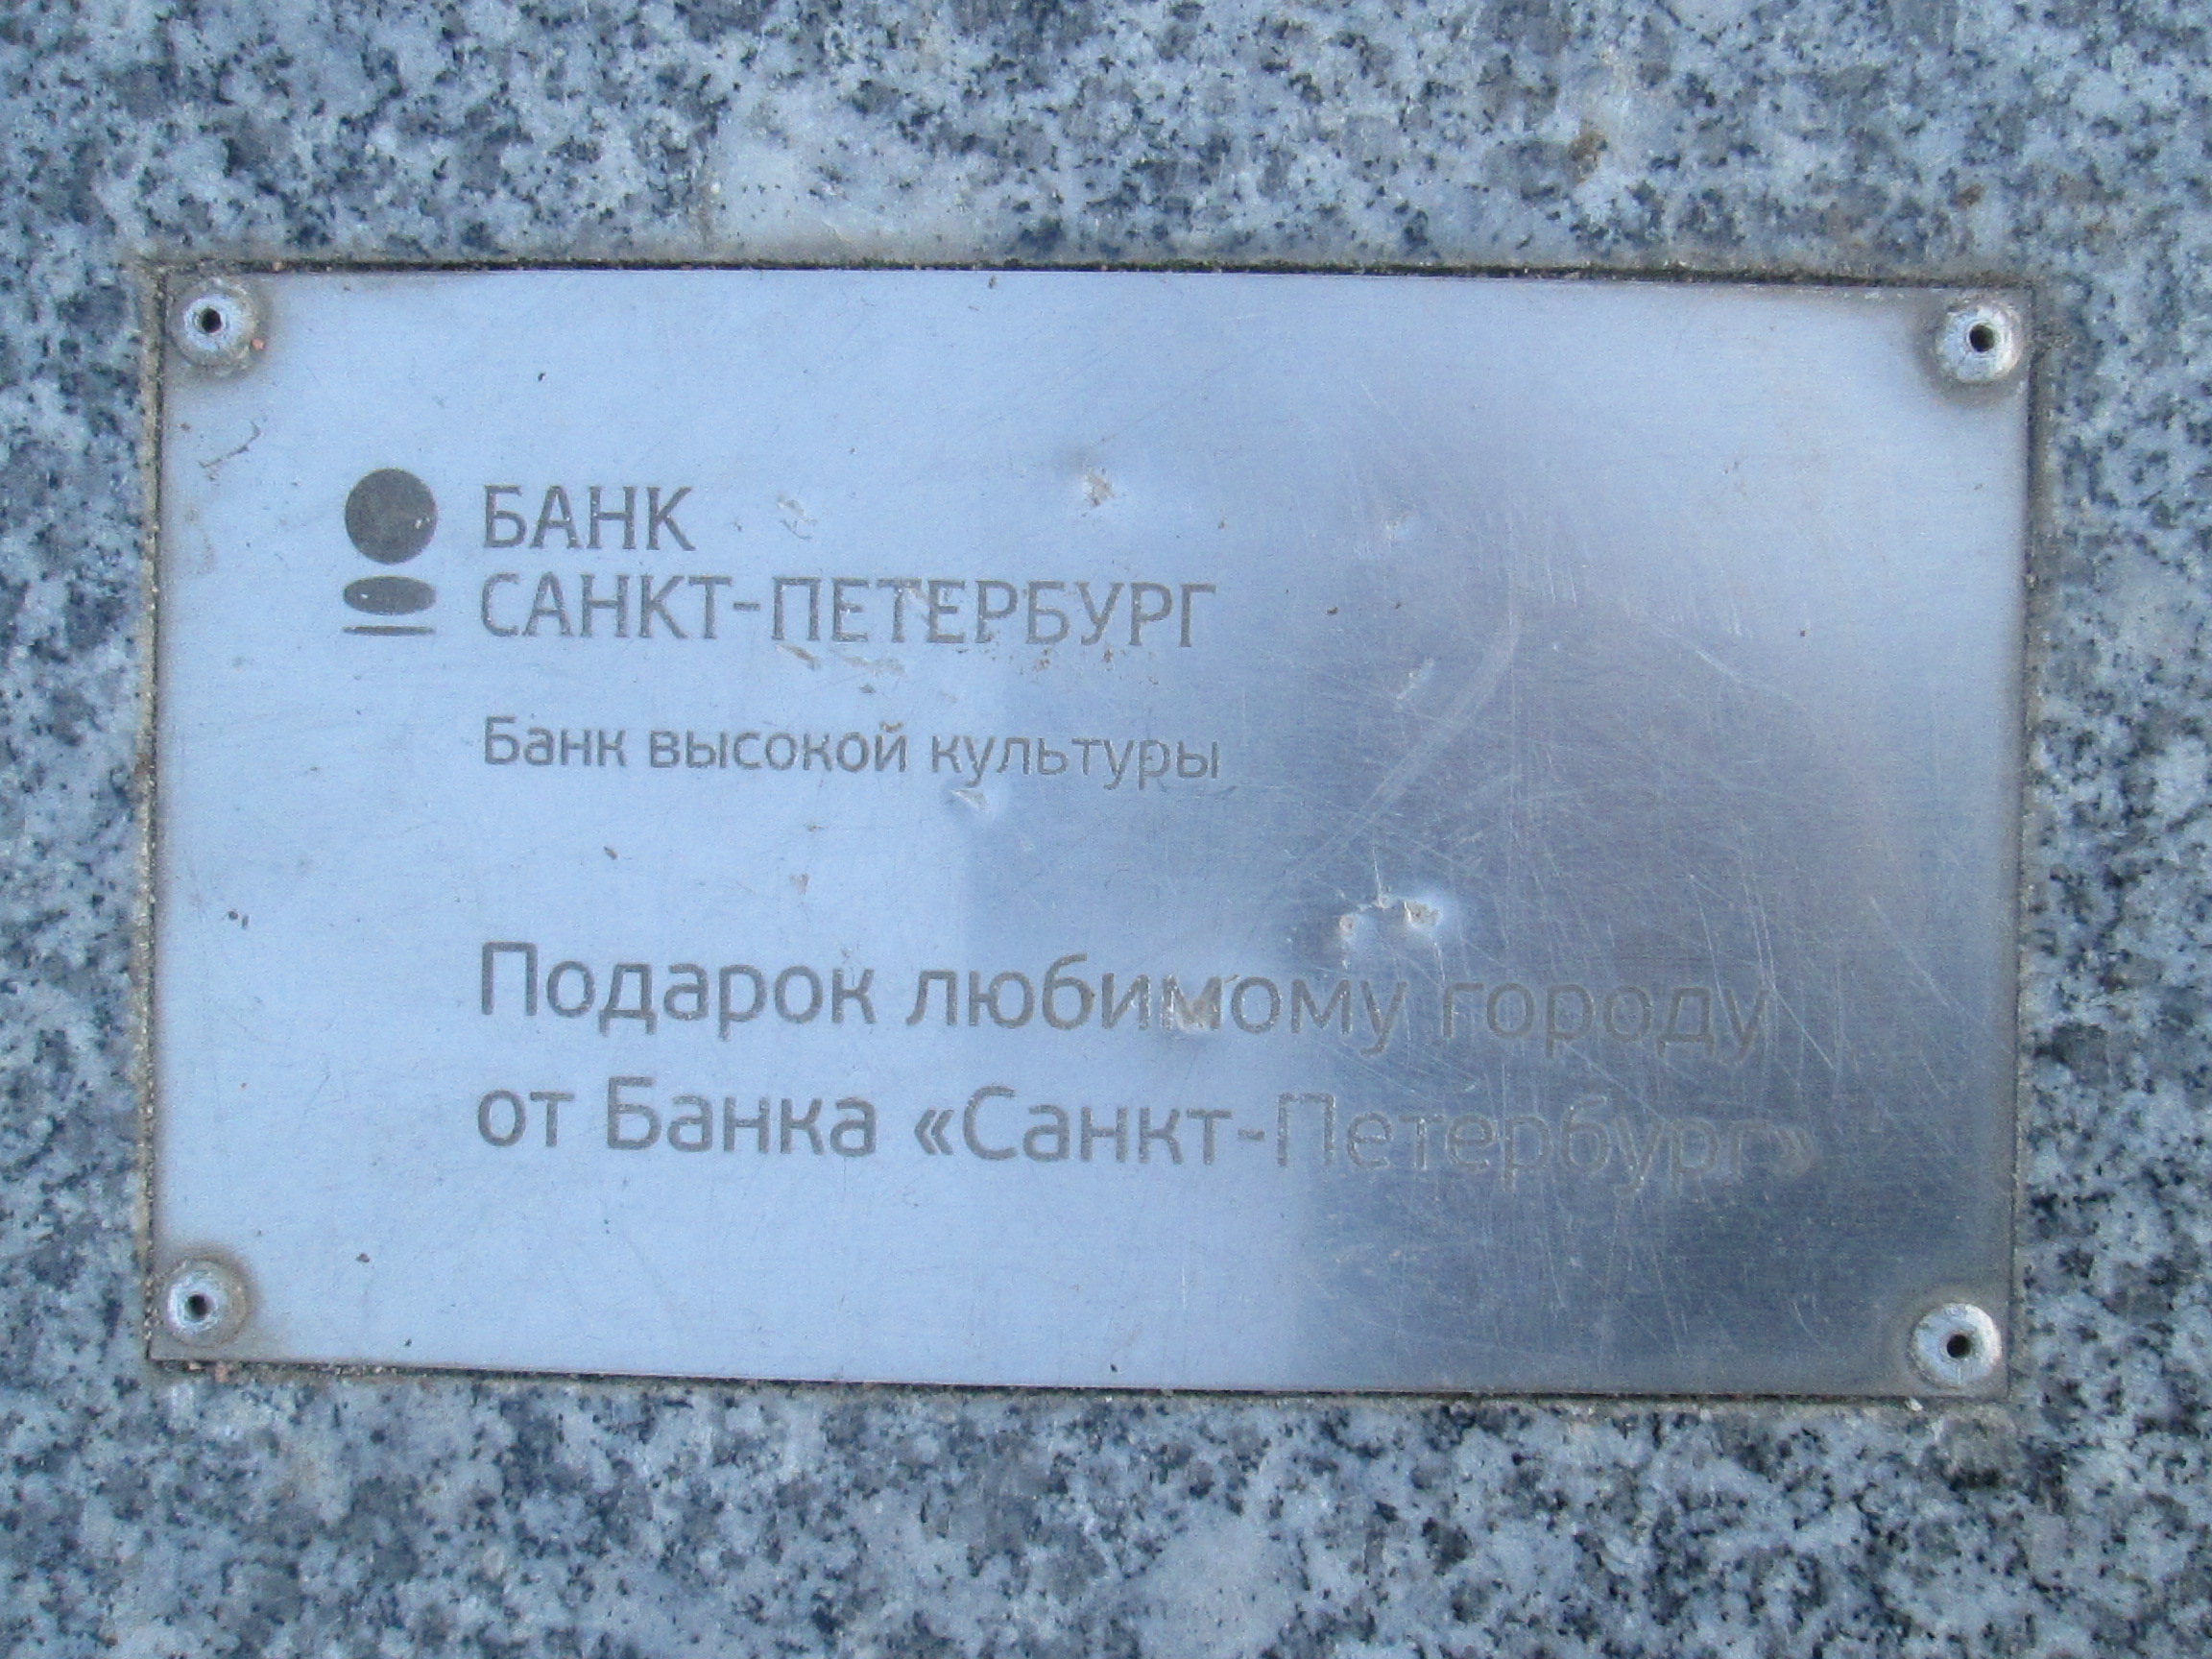 БАНК
САНКТ-ПЕТЕРБУРГ
Банк высокой культуры
Подарок любимому городу
от Банка «Санкт-Петербург»